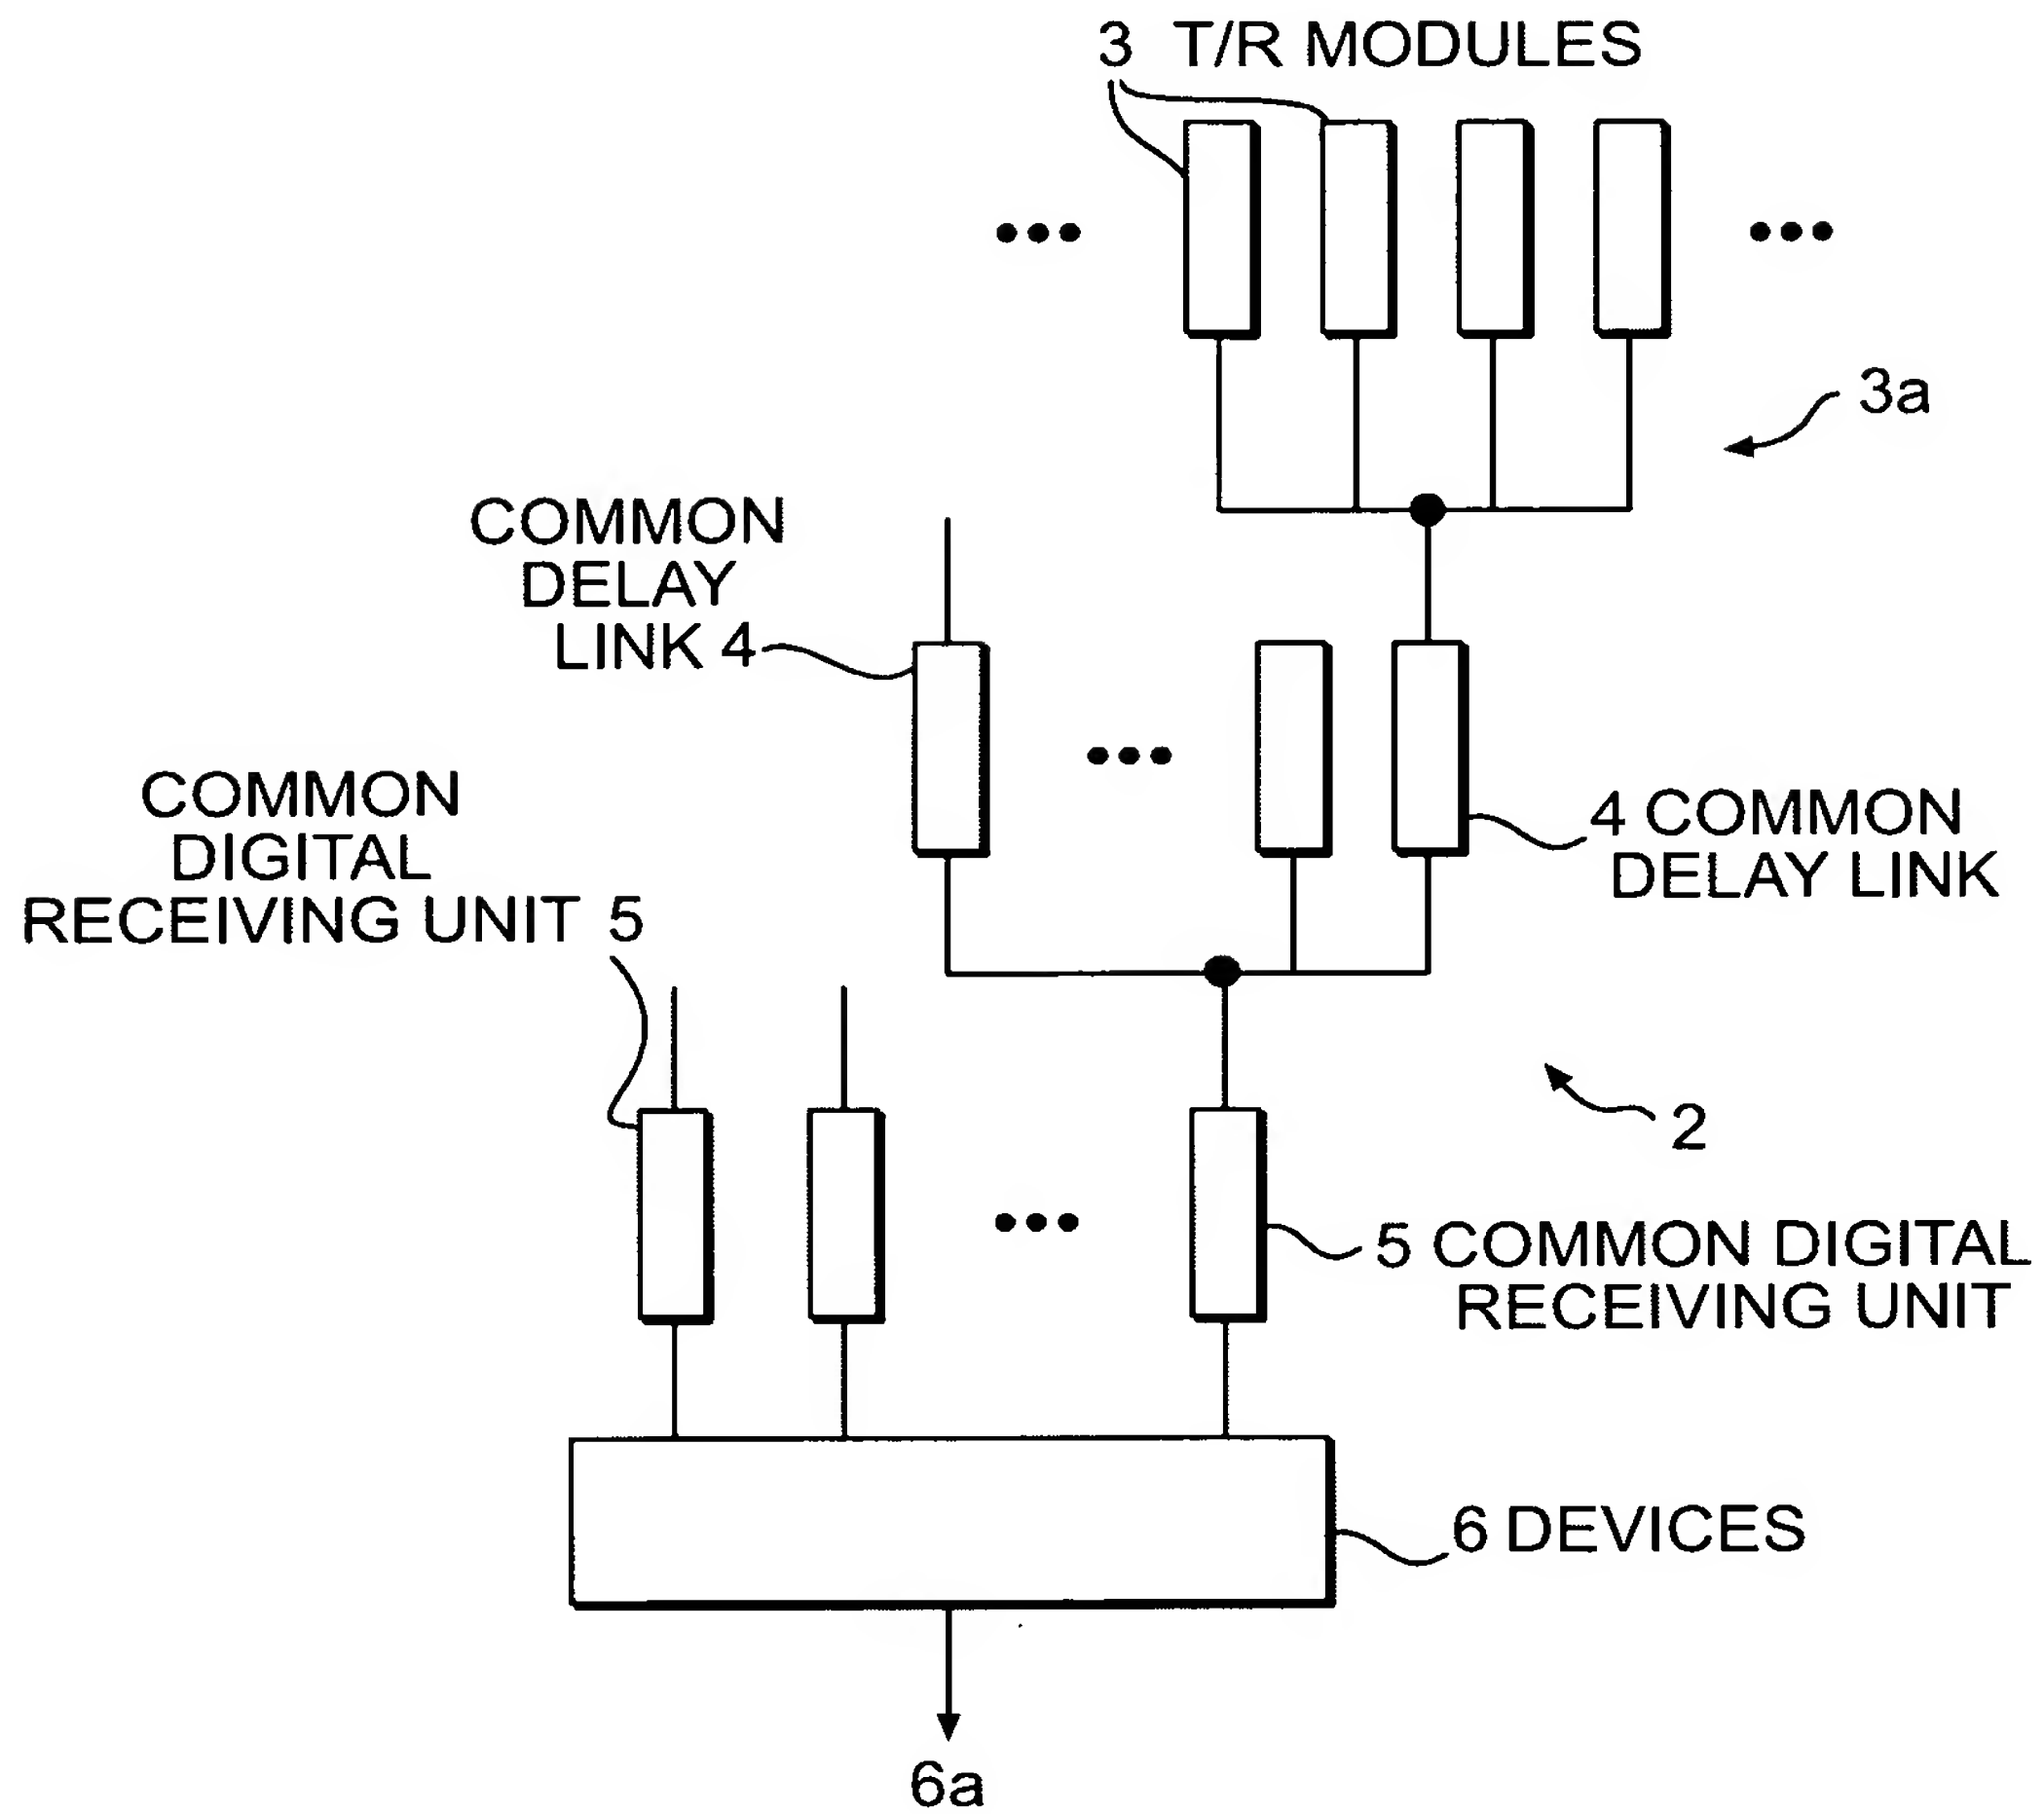 3 T/R MODULES
3a
COMMON
DELAY
LINK 4
COMMON
DIGITAL
RECEIVING UNIT 5
4 COMMON
DELAY LINK
2
5 COMMON DIGITAL
RECEIVING UNIT
6 DEVICES
6a